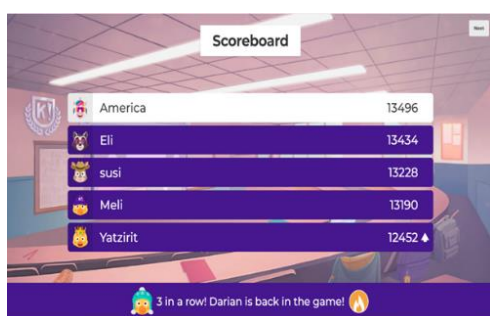 Scoreboard
Next
K!
America 13496
Eli 13434
susi 13228
Meli 13190
Yatzirit 12452
3 in a row! Darian is back in the game!